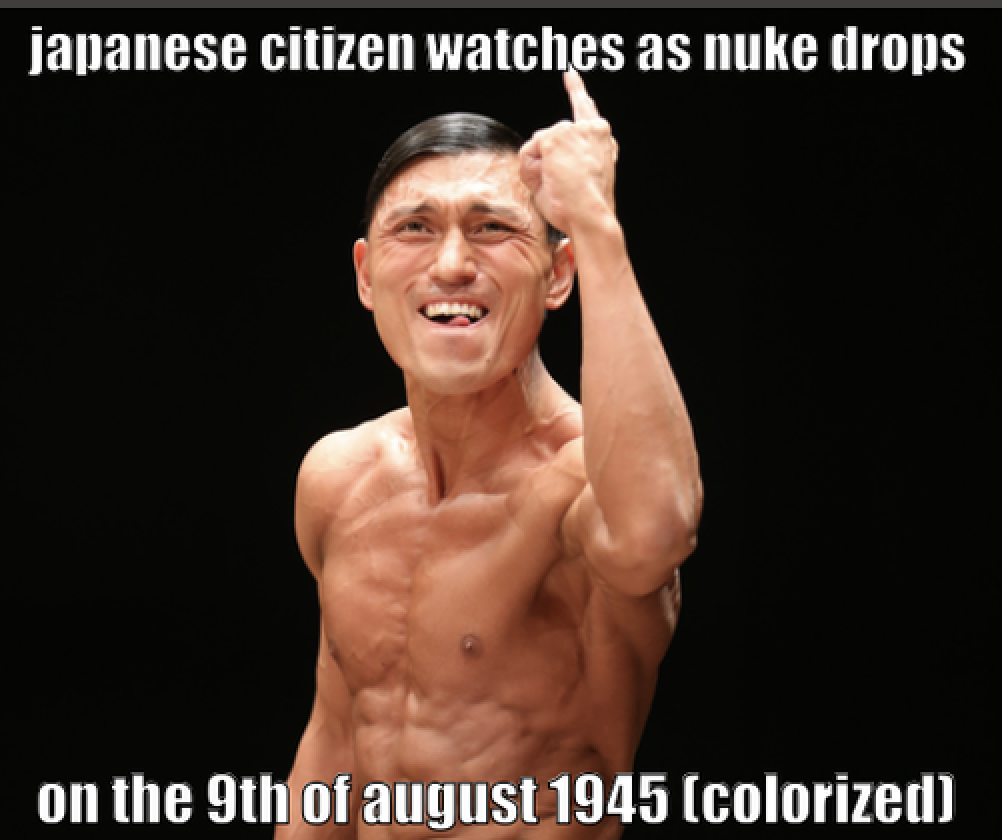 japanese citizen watches as nuke drops
on the 9th of august 1945 (colorized)